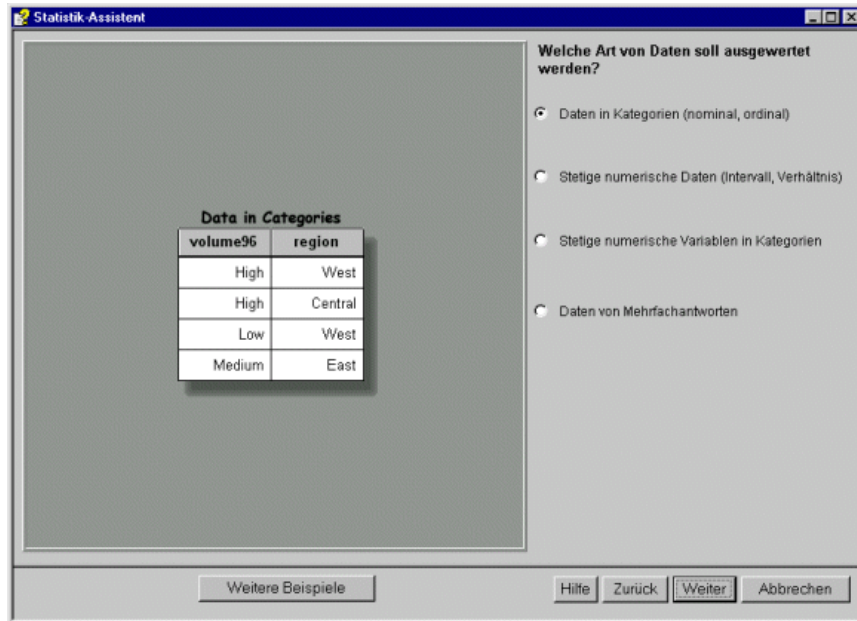 Statistik-Assistent
Welche Art von Daten soll ausgewertet
werden?
Daten in Kategorien (nominal, ordinal)
Stetige numerische Daten (Intervall, Verhältnis)
Stetige numerische Variablen in Kategorien
Daten von Mehrfachantworten
Data in Categories
volume96 region
High West
High Central
Low West
Medium East
Weitere Beispiele
Hilfe Zurück Weiter Abbrechen